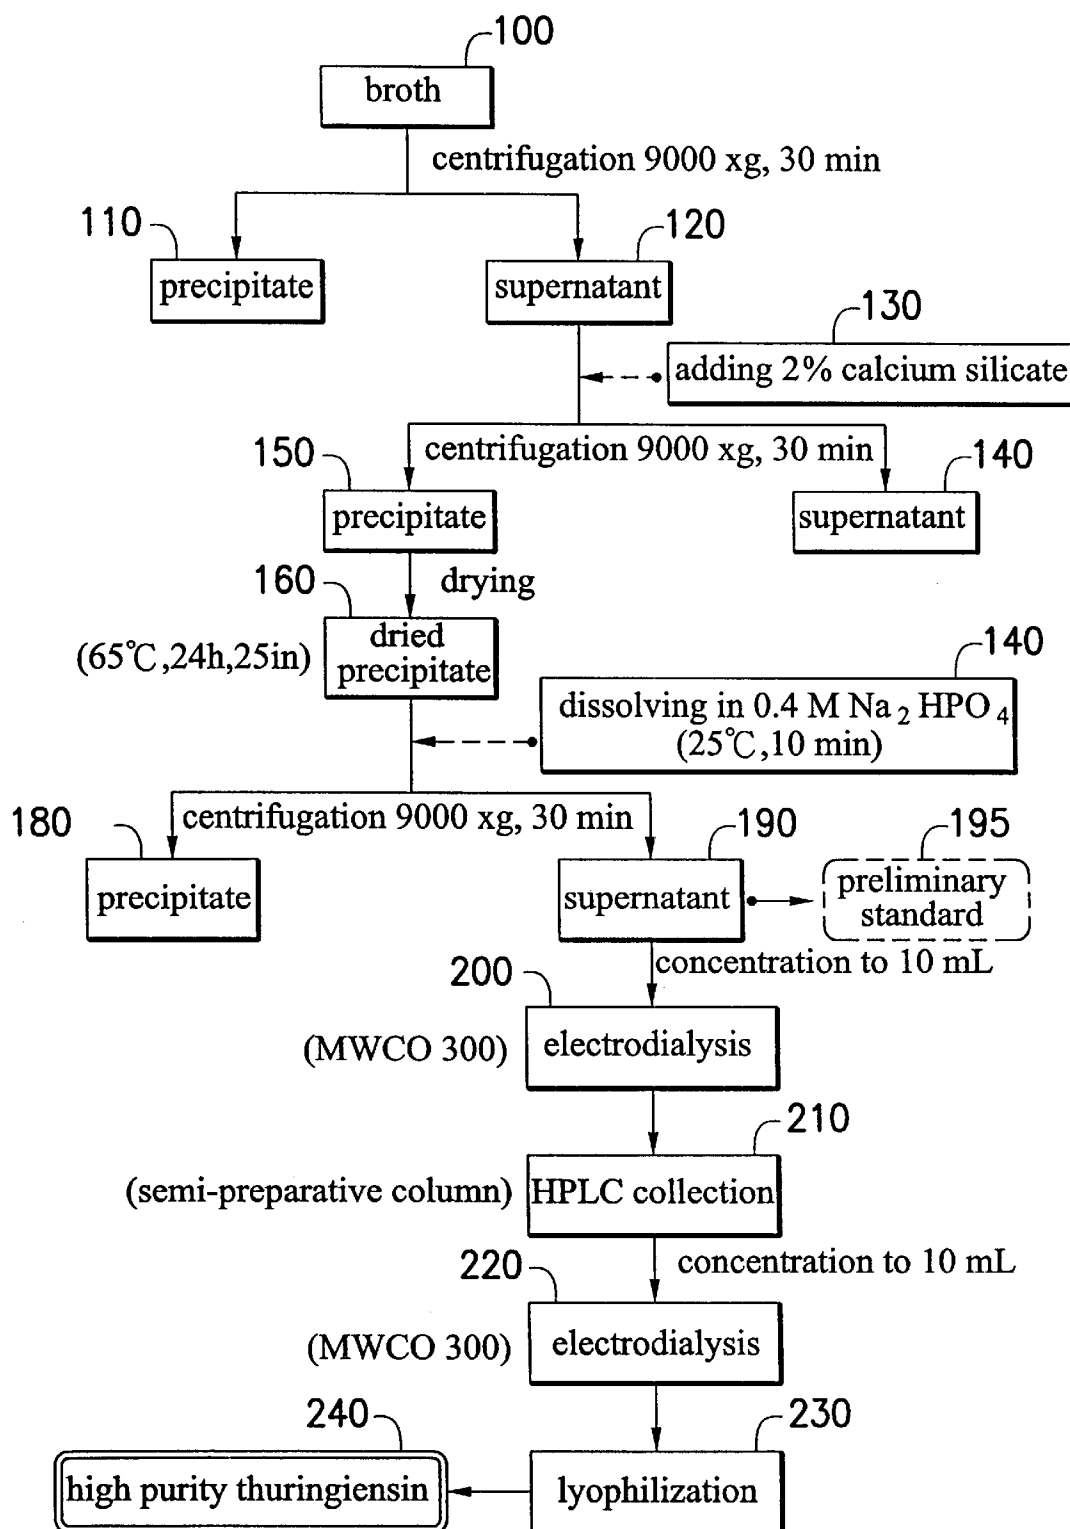 100
broth
centrifugation 9000 xg, 30 min
110
120
precipitate
supernatant
130
adding 2% calcium silicate
centrifugation 9000 xg, 30 min
150
140
precipitate
supernatant
drying
160
dried
precipitate
(65℃,24h,25in)
140
dissolving in 0.4 M Na₂ HPO₄
(25℃,10 min)
centrifugation 9000 xg, 30 min
180
190
195
precipitate
supernatant
preliminary
standard
concentration to 10 mL
200
(MWCO 300)
electrodialysis
210
(semi-preparative column)
HPLC collection
concentration to 10 mL
220
(MWCO 300)
electrodialysis
240
230
high purity thuringiensin
lyophilization